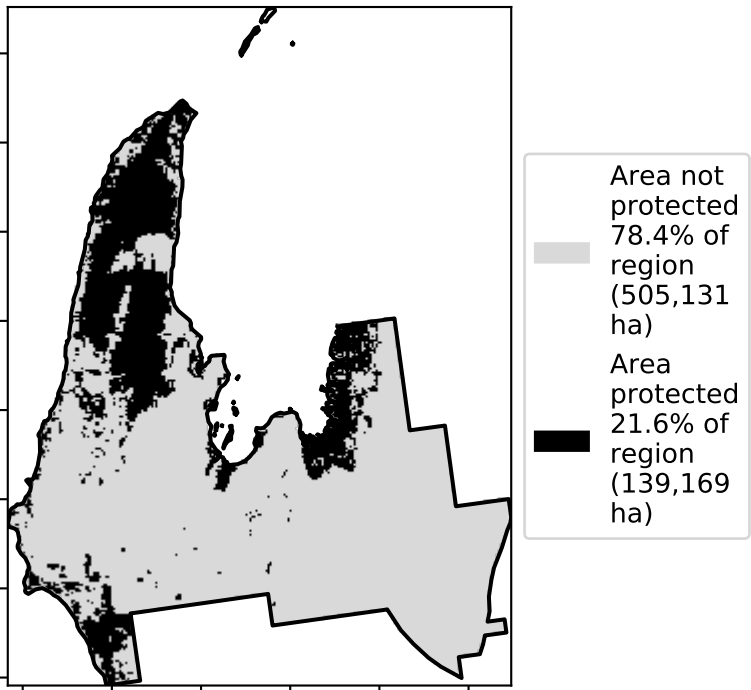 Area not
protected
78.4% of
region
(505,131
ha)
Area
protected
21.6% of
region
(139,169
ha)